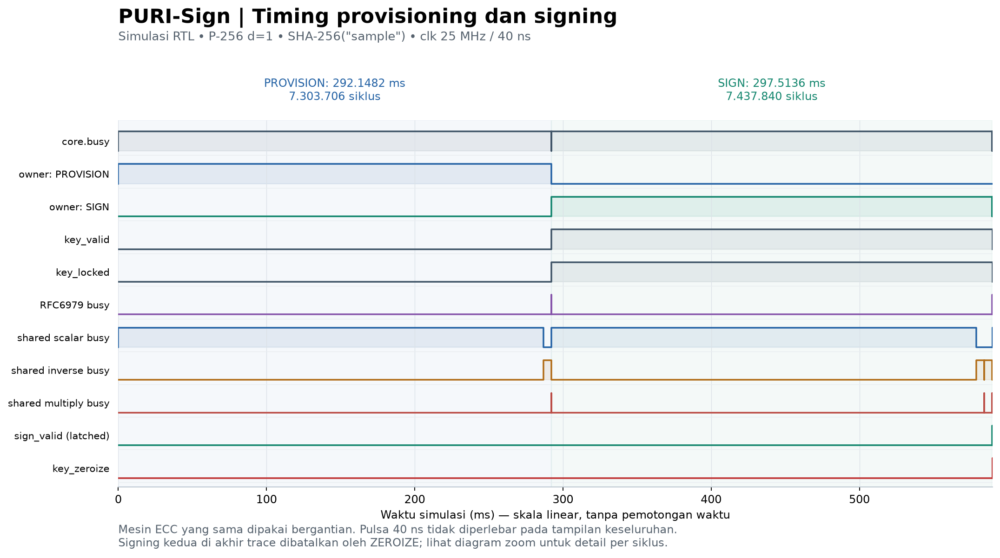 PURI-Sign | Timing provisioning dan signing
Simulasi RTL • P-256 d=1 • SHA-256("sample") • clk 25 MHz / 40 ns
PROVISION: 292.1482 ms
7.303.706 siklus
SIGN: 297.5136 ms
7.437.840 siklus
core.busy
owner: PROVISION
owner: SIGN
key_valid
key_locked
RFC6979 busy
shared scalar busy
shared inverse busy
shared multiply busy
sign_valid (latched)
key_zeroize
0 100 200 300 400 500
Waktu simulasi (ms) — skala linear, tanpa pemotongan waktu
Mesin ECC yang sama dipakai bergantian. Pulsa 40 ns tidak diperlebar pada tampilan keseluruhan.
Signing kedua di akhir trace dibatalkan oleh ZEROIZE; lihat diagram zoom untuk detail per siklus.